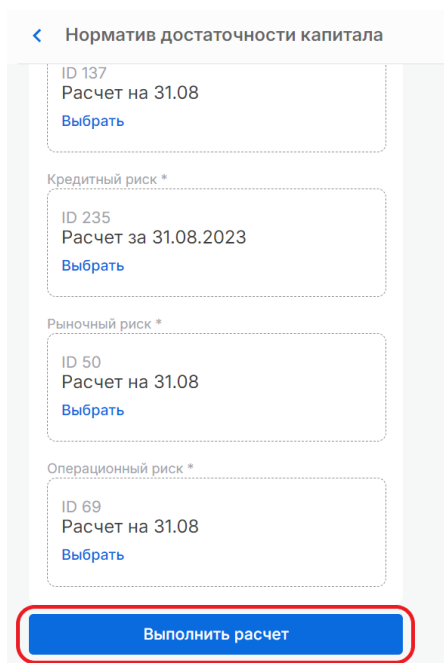 Норматив достаточности капитала
ID 137
Расчет на 31.08
Выбрать
Кредитный риск *
ID 235
Расчет за 31.08.2023
Выбрать
Рыночный риск *
ID 50
Расчет на 31.08
Выбрать
Операционный риск *
ID 69
Расчет на 31.08
Выбрать
Выполнить расчет